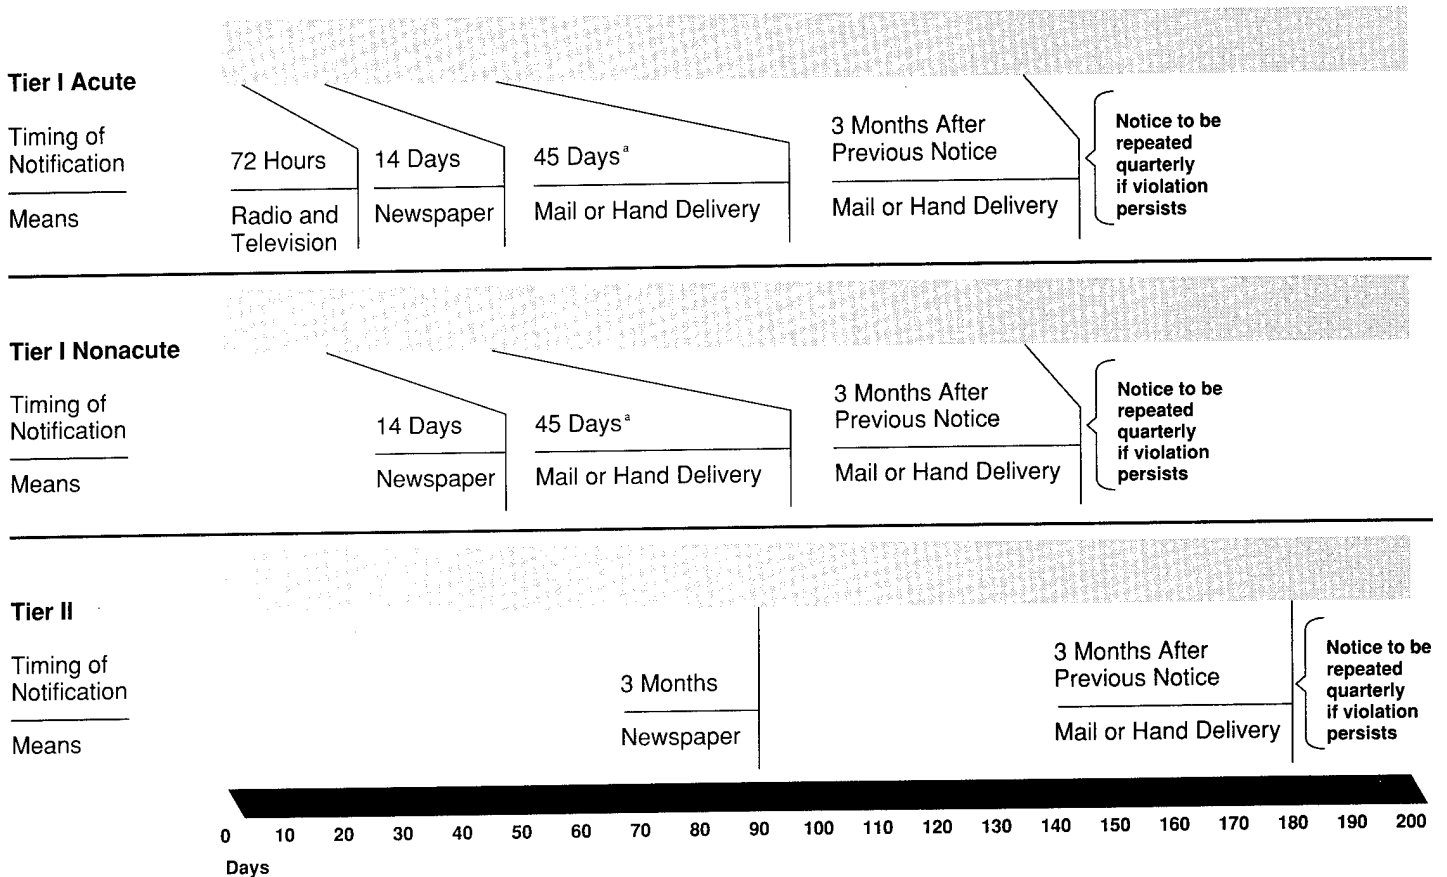 Tier I Acute
Timing of
Notification
Means
72 Hours
Radio and
Television
14 Days
Newspaper
45 Days a
Mail or Hand Delivery
3 Months After
Previous Notice
Mail or Hand Delivery
Notice to be
repeated
quarterly
if violation
persists
Tier I Nonacute
Timing of
Notification
Means
14 Days
Newspaper
45 Days a
Mail or Hand Delivery
3 Months After
Previous Notice
Mail or Hand Delivery
Notice to be
repeated
quarterly
if violation
persists
Tier II
Timing of
Notification
Means
3 Months
Newspaper
3 Months After
Previous Notice
Mail or Hand Delivery
Notice to be
repeated
quarterly
if violation
persists
0 10 20 30 40 50 60 70 80 90 100 110 120 130 140 150 160 170 180 190 200
Days